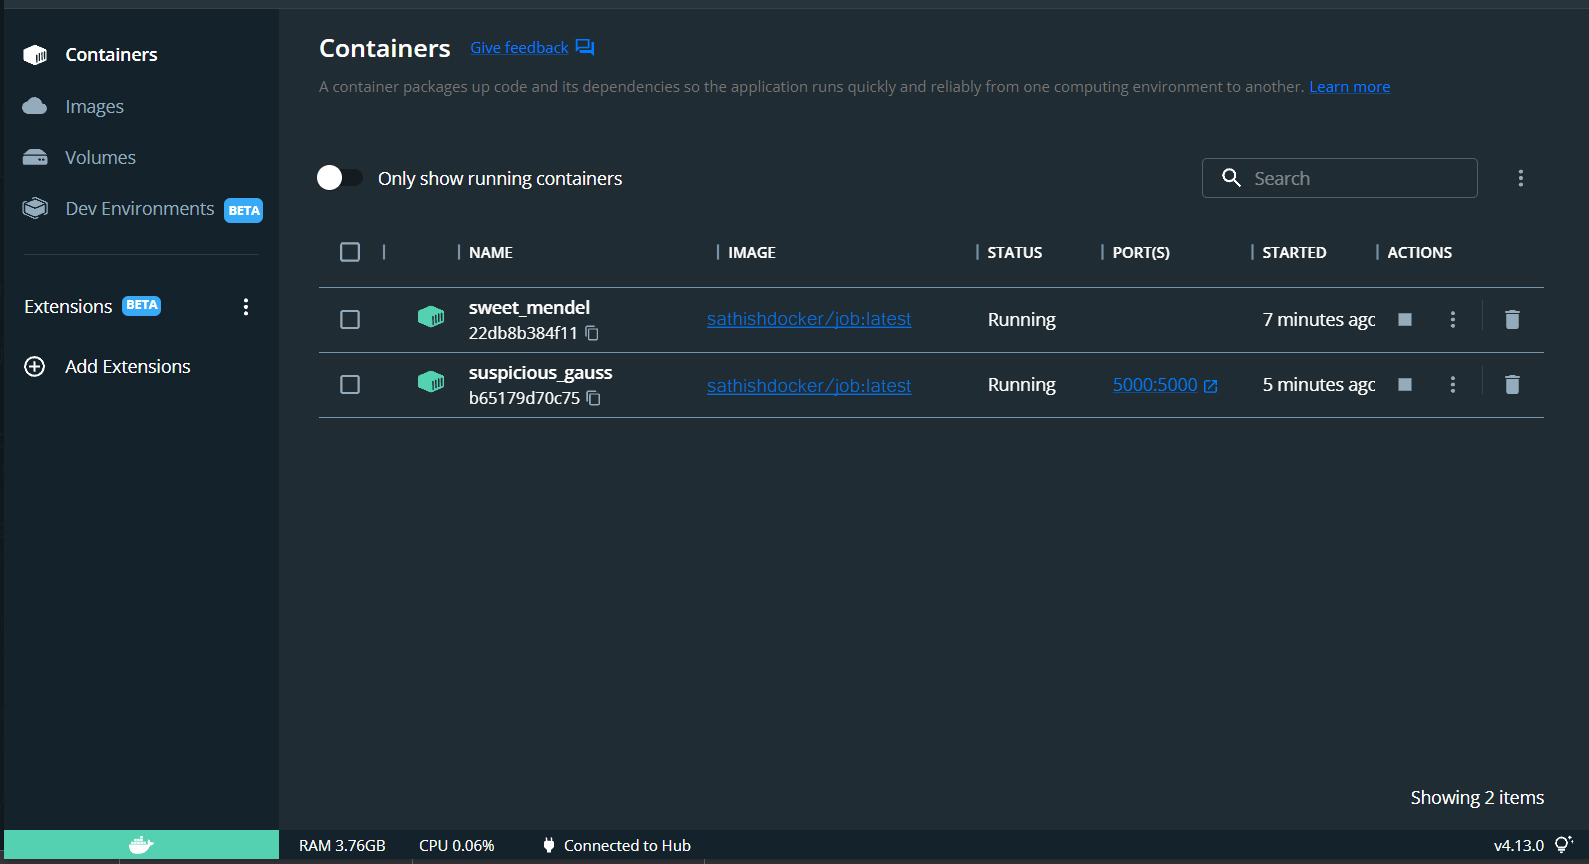 Containers
Images
Volumes
Dev Environments BETA
Extensions BETA
Add Extensions
Containers Give feedback
A container packages up code and its dependencies so the application runs quickly and reliably from one computing environment to another. Learn more
Only show running containers
Search
NAME IMAGE STATUS PORT(S) STARTED ACTIONS
sweet_mendel
22db8b384f11
sathishdocker/job:latest Running 7 minutes agc
suspicious_gauss
b65179d70c75
sathishdocker/job:latest Running 5000:5000 5 minutes agc
Showing 2 items
RAM 3.76GB CPU 0.06% Connected to Hub v4.13.0